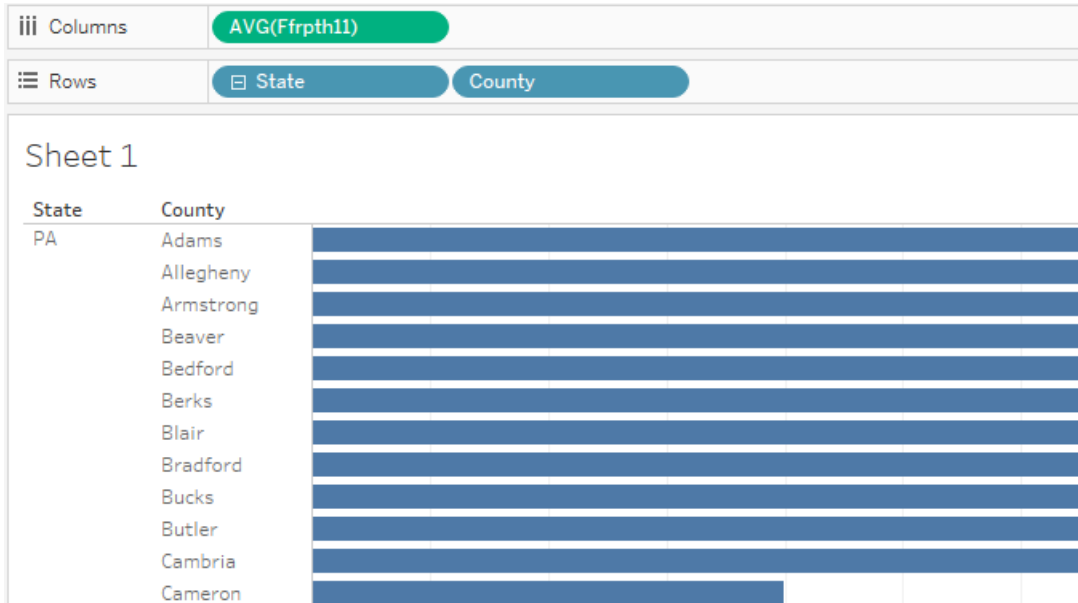 Columns AVG(Ffrpth11)
Rows State County
Sheet 1
State County
PA Adams
Allegheny
Armstrong
Beaver
Bedford
Berks
Blair
Bradford
Bucks
Butler
Cambria
Cameron